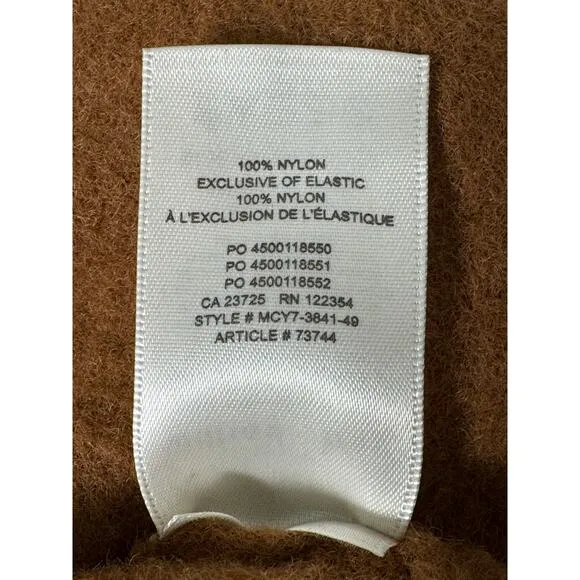 100% NYLON
EXCLUSIVE OF ELASTIC
100% NYLON
À L'EXCLUSION DE L'ÉLASTIQUE
PO 4500118550
PO 4500118551
PO 4500118552
CA 23725 RN 122354
STYLE # MCY7-3841-49
ARTICLE # 73744